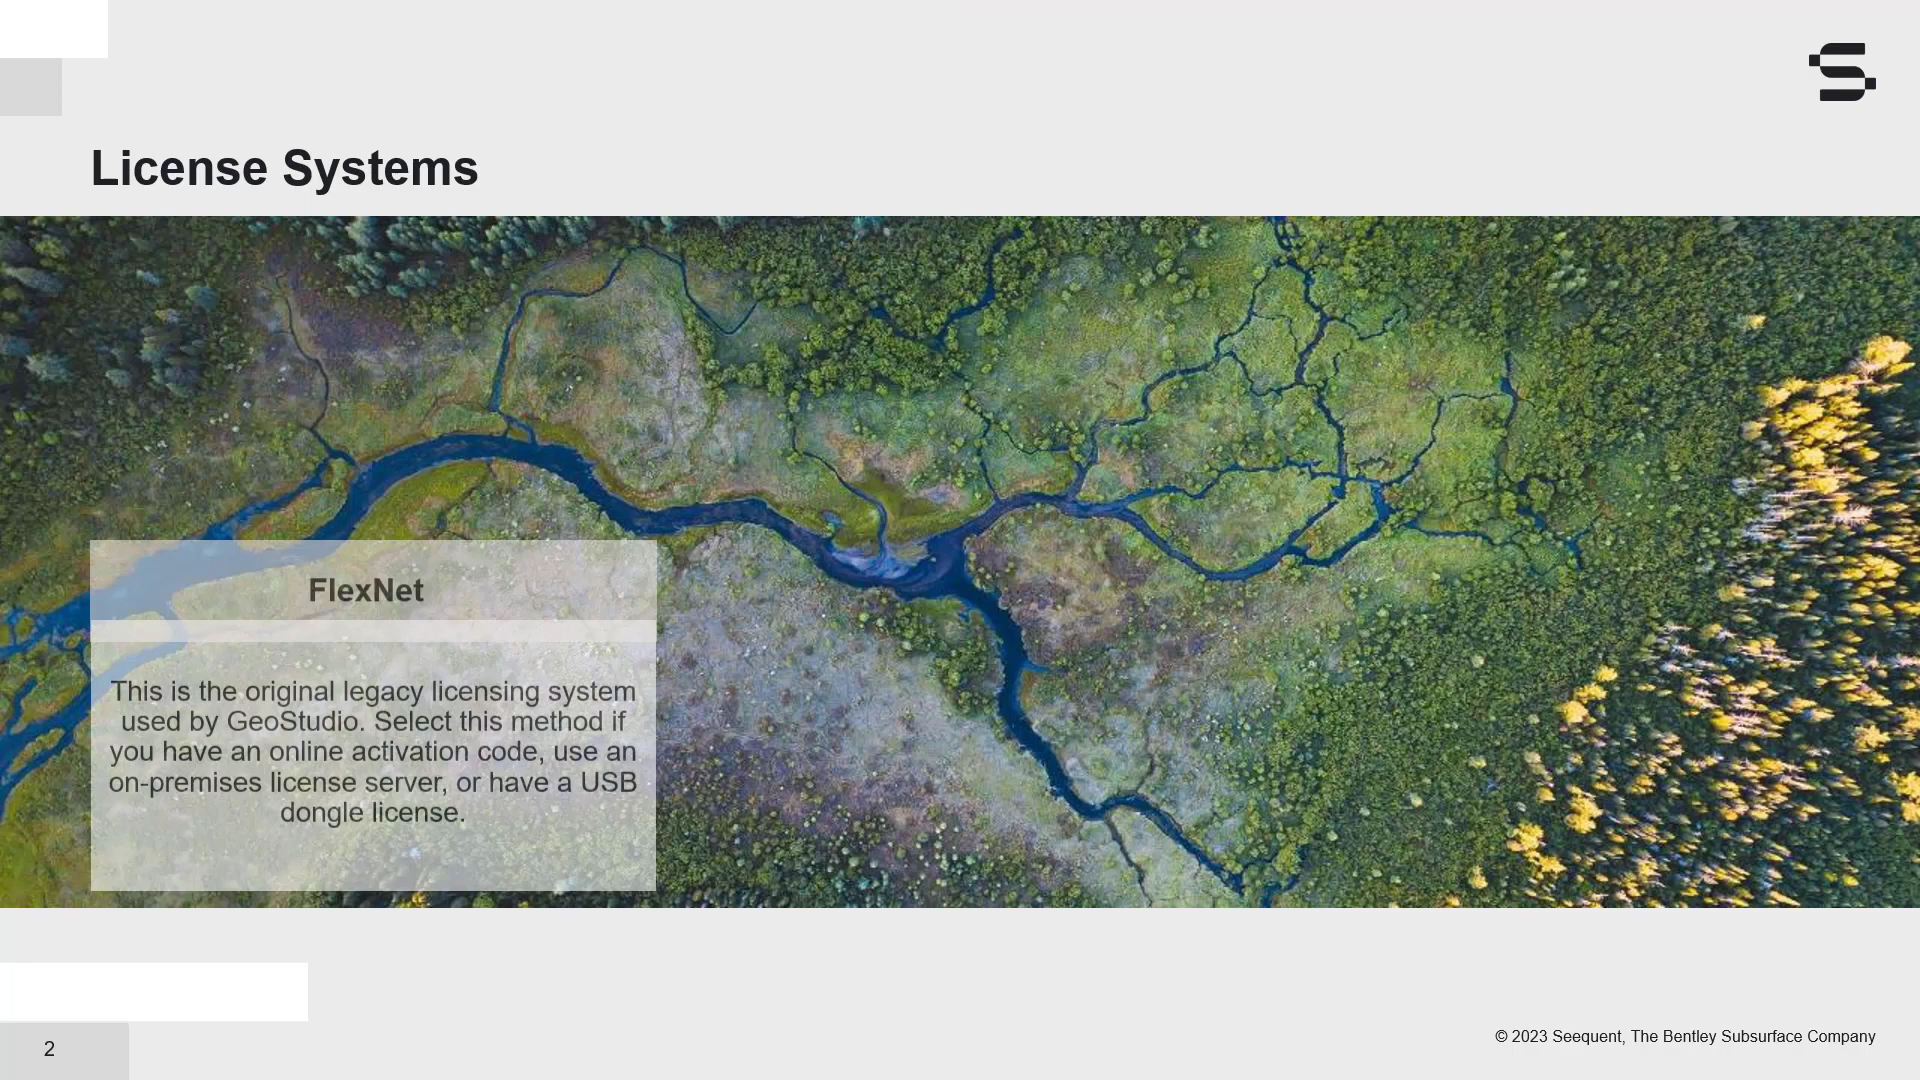 License Systems
FlexNet
This is the original legacy licensing system
used by GeoStudio. Select this method if
you have an online activation code, use an
on-premises license server, or have a USB
dongle license.
2
© 2023 Seequent, The Bentley Subsurface Company